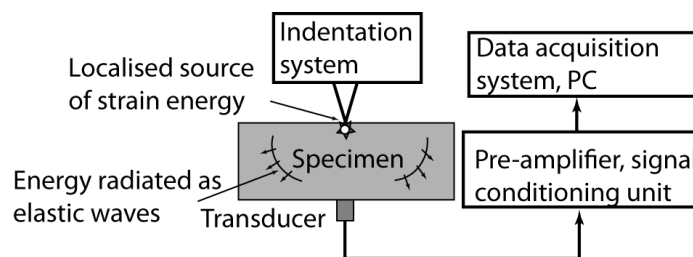 Indentation
system
Localised source
of strain energy
Data acquisition
system, PC
Specimen
Energy radiated as
elastic waves
Transducer
Pre-amplifier, signal
conditioning unit